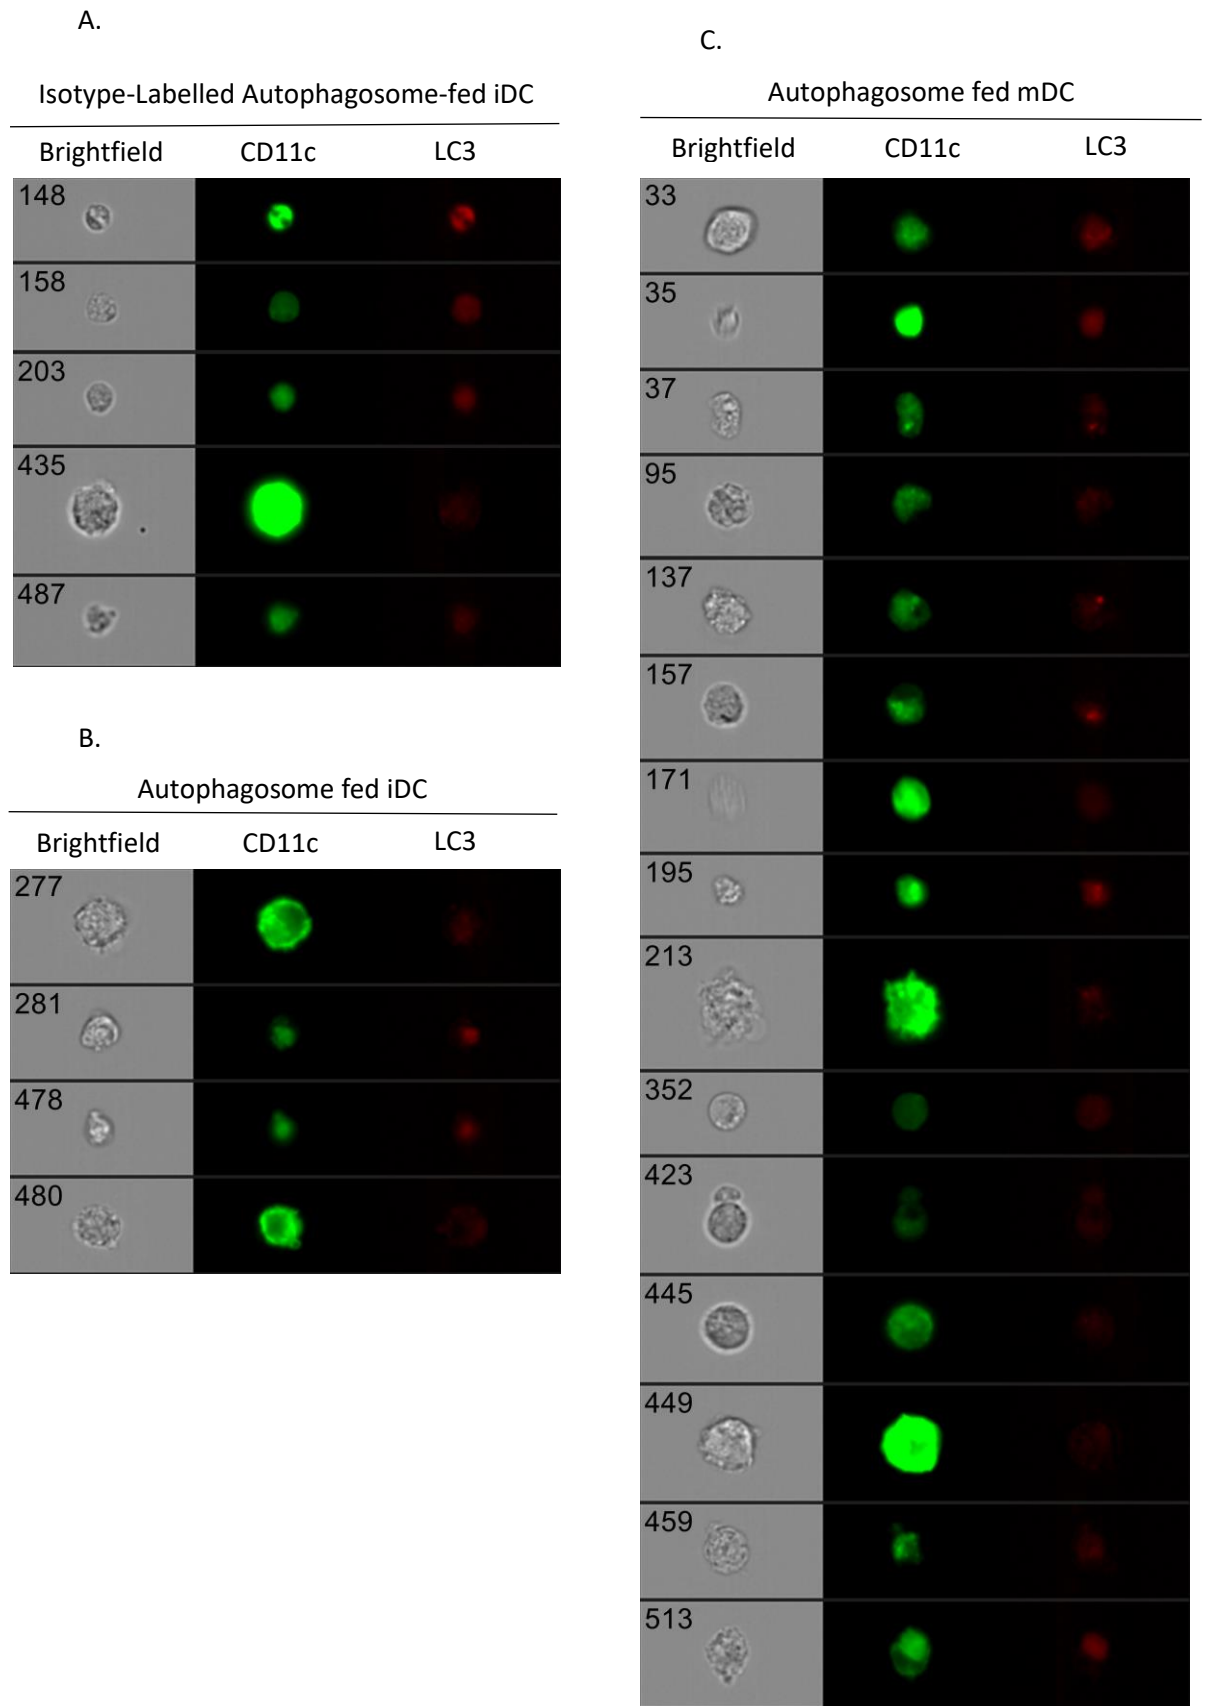 A.
Isotype-Labelled Autophagosome-fed iDC
Brightfield CD11c LC3
148
158
203
435
487
B.
Autophagosome fed iDC
Brightfield CD11c LC3
277
281
478
480
C.
Autophagosome fed mDC
Brightfield CD11c LC3
33
35
37
95
137
157
171
195
213
352
423
445
449
459
513